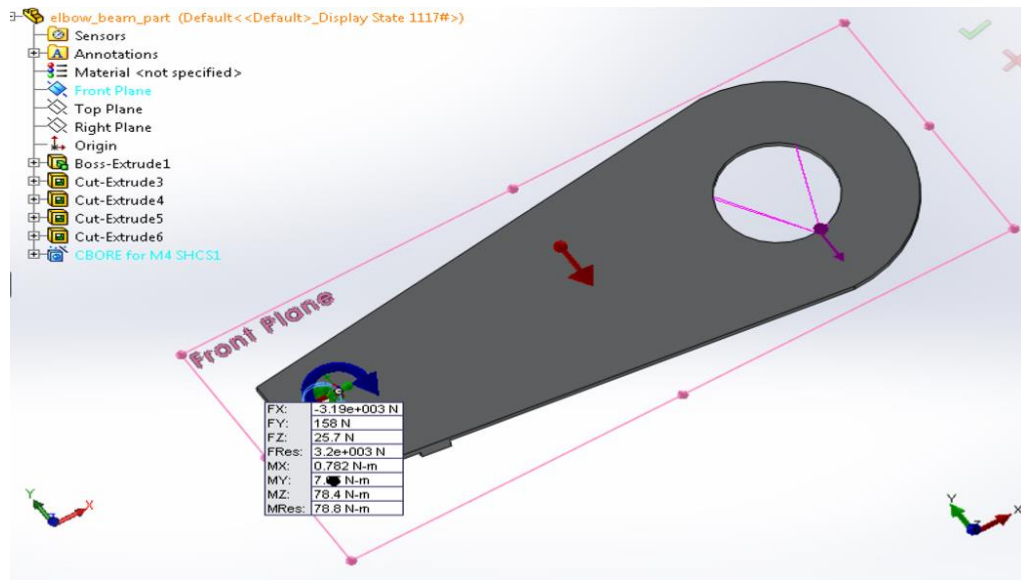 elbow_beam_part (Default<<Default>_Display State 1117#>)
Sensors
A Annotations
Material <not specified>
Front Plane
Top Plane
Right Plane
Origin
Boss-Extrude1
Cut-Extrude3
Cut-Extrude4
Cut-Extrude5
Cut-Extrude6
CBORE for M4 SHCS1
Front Plane
FX: -3.19e+003 N
FY: 158 N
FZ: 25.7 N
FRes: 3.2e+003 N
MX: 0.782 N-m
MY: N-m
MZ: 78.4 N-m
MRes: 78.8 N-m
Y X
Y Z X